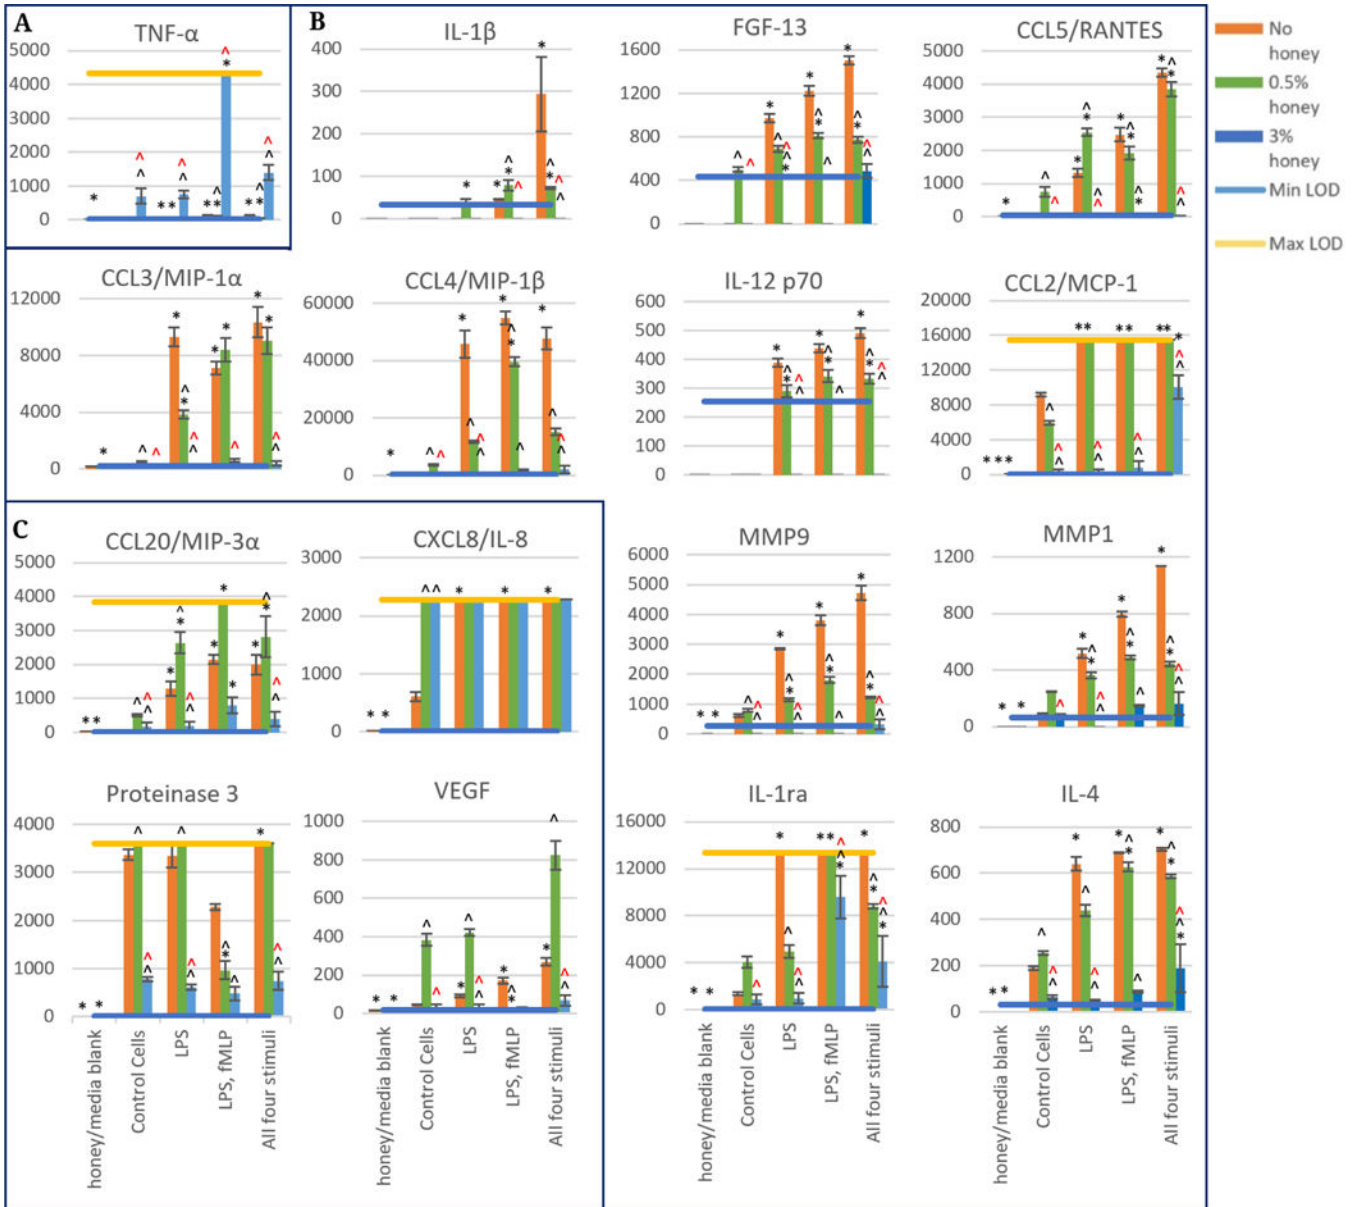 A
TNF-α
5000
4000
3000
2000
1000
0
B
IL-1β
400
300
200
100
0
FGF-13
1600
1200
800
400
0
CCL5/RANTES
5000
4000
3000
2000
1000
0
No
honey
0.5%
honey
3%
honey
Min LOD
Max LOD
CCL3/MIP-1α
12000
8000
4000
0
CCL4/MIP-1β
60000
40000
20000
0
IL-12 p70
600
500
400
300
200
100
0
CCL2/MCP-1
20000
16000
12000
8000
4000
0
C
CCL20/MIP-3α
5000
4000
3000
2000
1000
0
CXCL8/IL-8
3000
2000
1000
0
MMP9
6000
5000
4000
3000
2000
1000
0
MMP1
1200
800
400
0
Proteinase 3
4000
3000
2000
1000
0
honey/media blank
Control Cells
LPS
LPS, fMLP
All four stimuli
VEGF
1000
800
600
400
200
0
honey/media blank
Control Cells
LPS
LPS, fMLP
All four stimuli
IL-1ra
16000
12000
8000
4000
0
honey/media blank
Control Cells
LPS
LPS, fMLP
All four stimuli
IL-4
800
600
400
200
0
honey/media blank
Control Cells
LPS
LPS, fMLP
All four stimuli